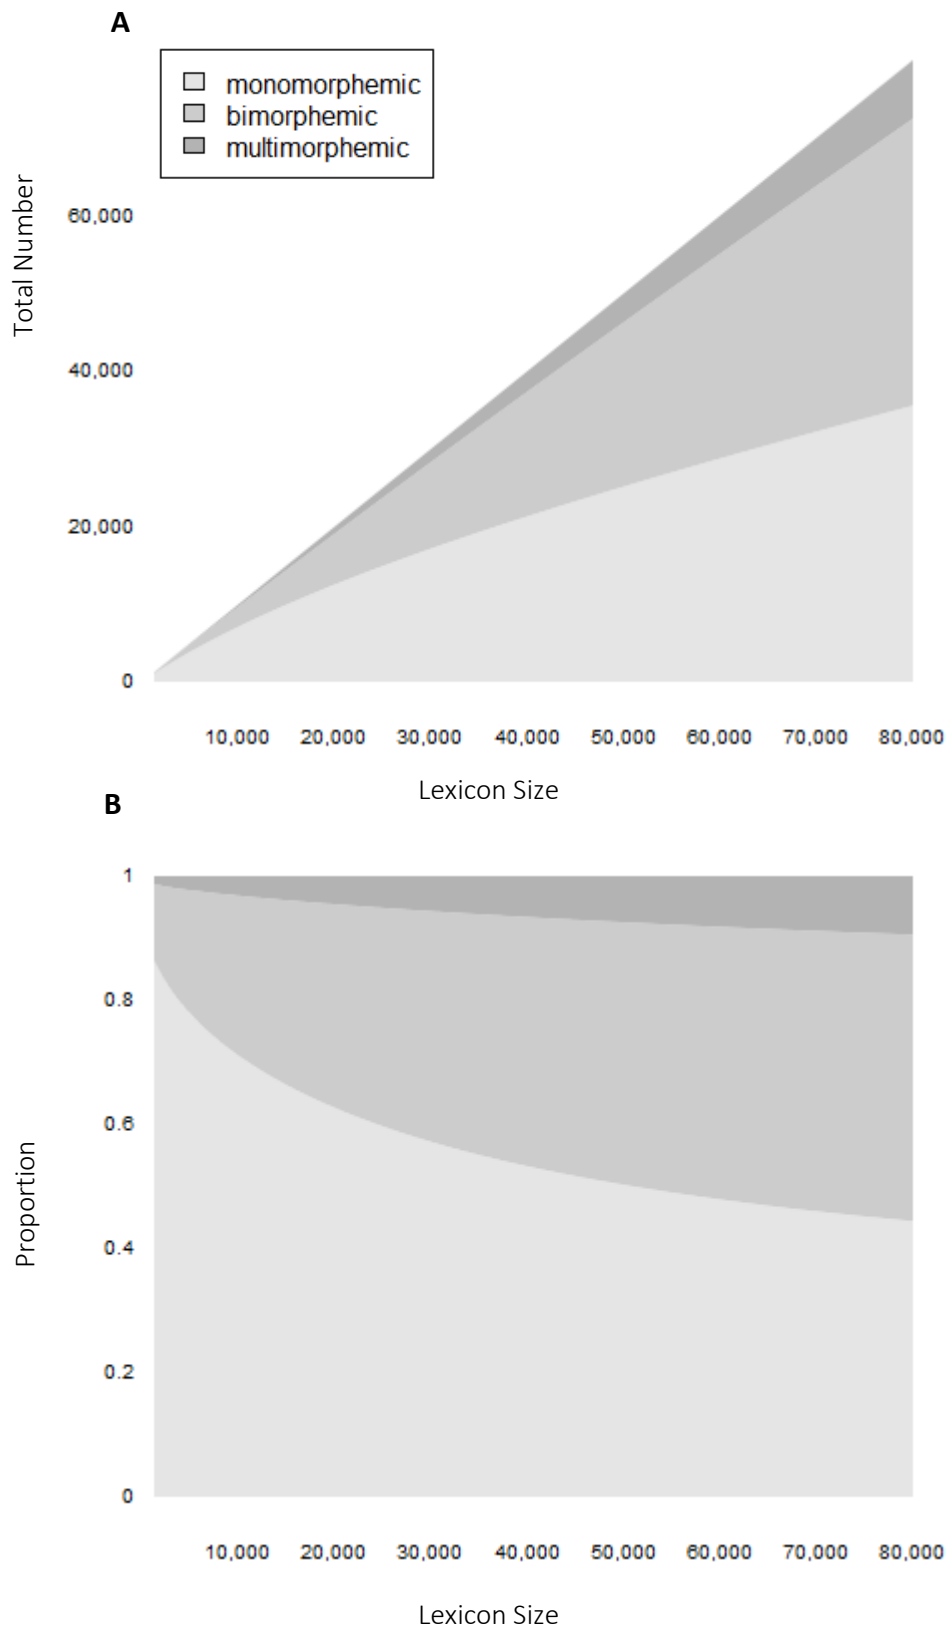 A
monomorphemic
bimorphemic
multimorphemic
Total Number
60,000
40,000
20,000
0
10,000 20,000 30,000 40,000 50,000 60,000 70,000 80,000
Lexicon Size
B
Proportion
1
0.8
0.6
0.4
0.2
0
10,000 20,000 30,000 40,000 50,000 60,000 70,000 80,000
Lexicon Size